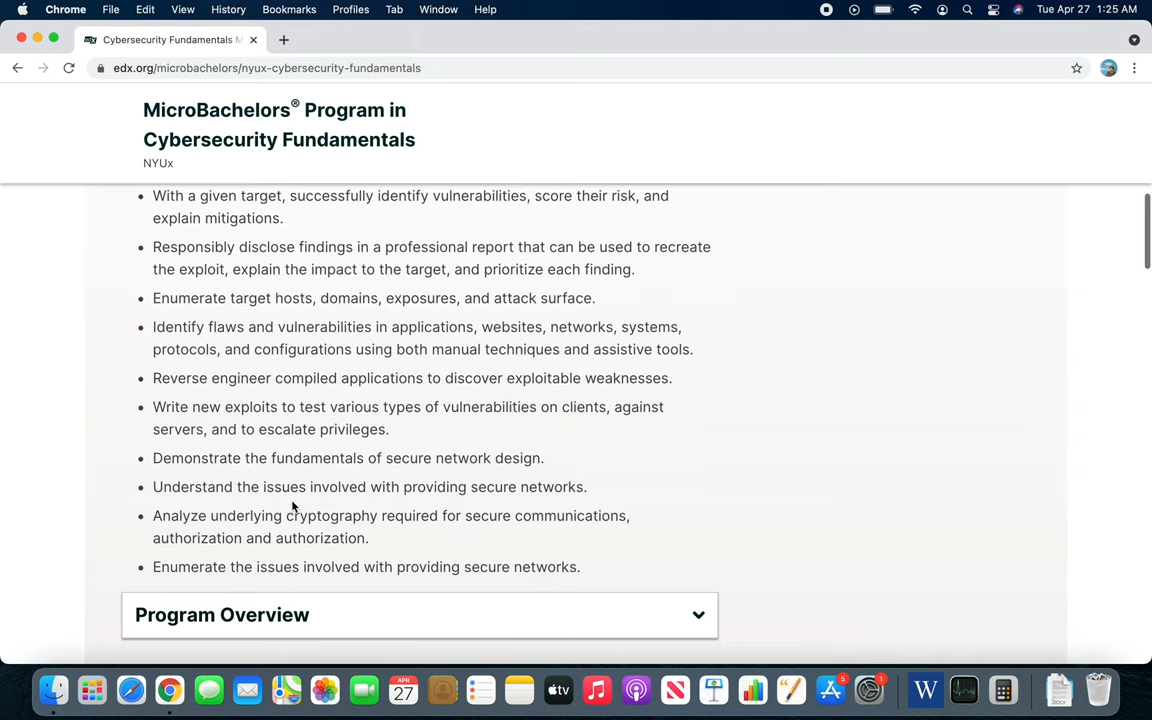 Chrome File Edit View History Bookmarks Profiles Tab Window Help Tue Apr 27 1:25 AM
Cybersecurity Fundamentals M
edx.org/microbachelors/nyux-cybersecurity-fundamentals
MicroBachelors® Program in
Cybersecurity Fundamentals
NYUx
• With a given target, successfully identify vulnerabilities, score their risk, and
explain mitigations.
• Responsibly disclose findings in a professional report that can be used to recreate
the exploit, explain the impact to the target, and prioritize each finding.
• Enumerate target hosts, domains, exposures, and attack surface.
• Identify flaws and vulnerabilities in applications, websites, networks, systems,
protocols, and configurations using both manual techniques and assistive tools.
• Reverse engineer compiled applications to discover exploitable weaknesses.
• Write new exploits to test various types of vulnerabilities on clients, against
servers, and to escalate privileges.
• Demonstrate the fundamentals of secure network design.
• Understand the issues involved with providing secure networks.
• Analyze underlying cryptography required for secure communications,
authorization and authorization.
• Enumerate the issues involved with providing secure networks.
Program Overview
APR
27
tv
5
1
W